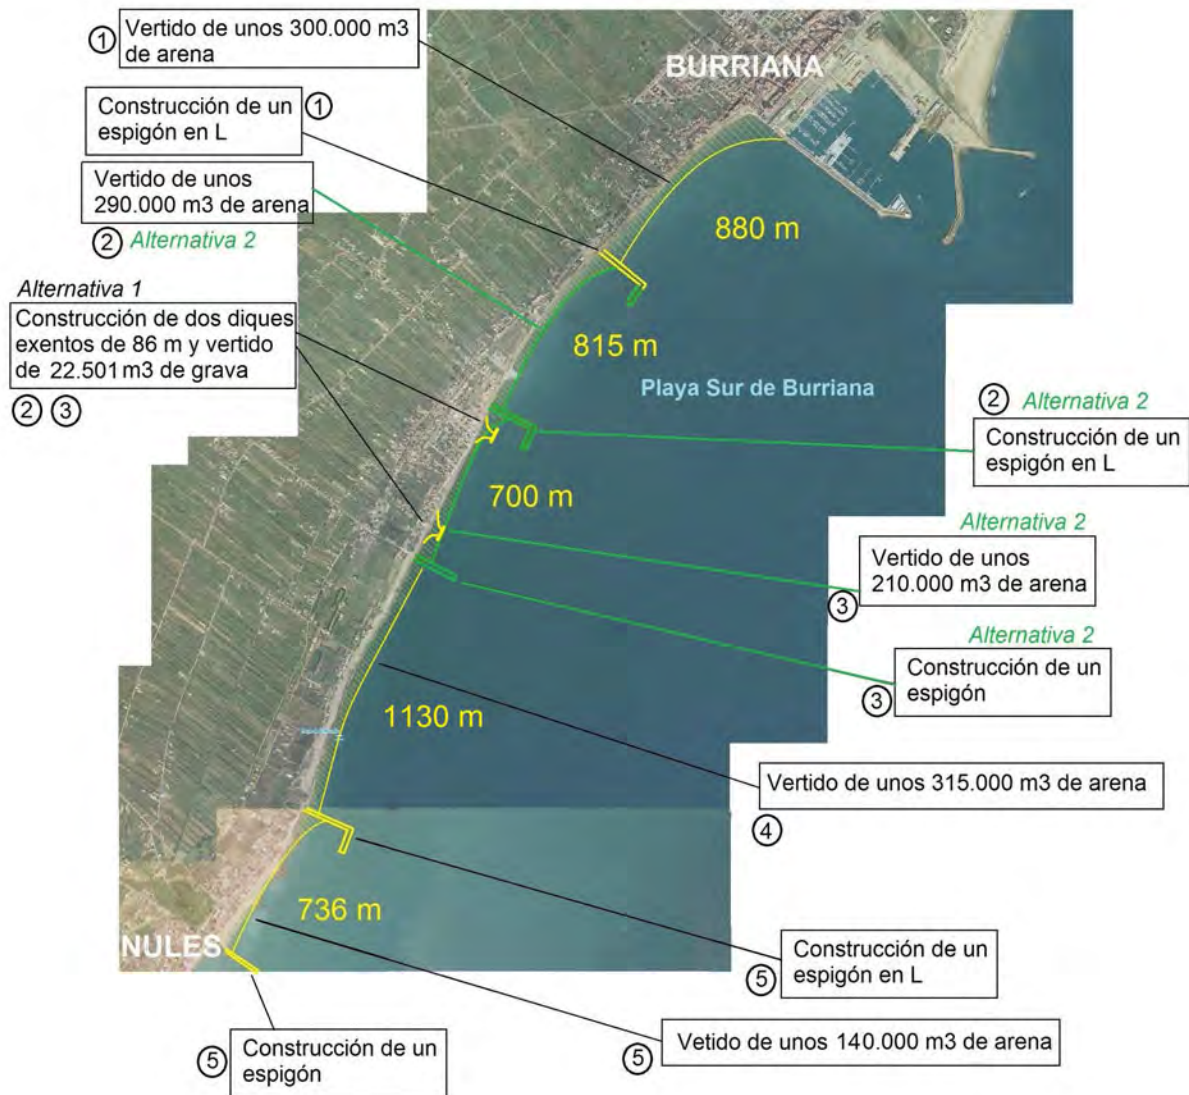 ① Vertido de unos 300.000 m3
de arena
BURRIANA
Construcción de un ①
espigón en L
Vertido de unos
290.000 m3 de arena
② Alternativa 2
880 m
Alternativa 1
Construcción de dos diques
exentos de 86 m y vertido
de 22.501 m3 de grava
② ③
815 m
Playa Sur de Burriana
② Alternativa 2
Construcción de un
espigón en L
700 m
Alternativa 2
Vertido de unos
210.000 m3 de arena
③
Alternativa 2
Construcción de un
espigón
③
1130 m
Vertido de unos 315.000 m3 de arena
④
736 m
NULES
Construcción de un
espigón en L
⑤
Vetido de unos 140.000 m3 de arena
⑤
Construcción de un
espigón
⑤